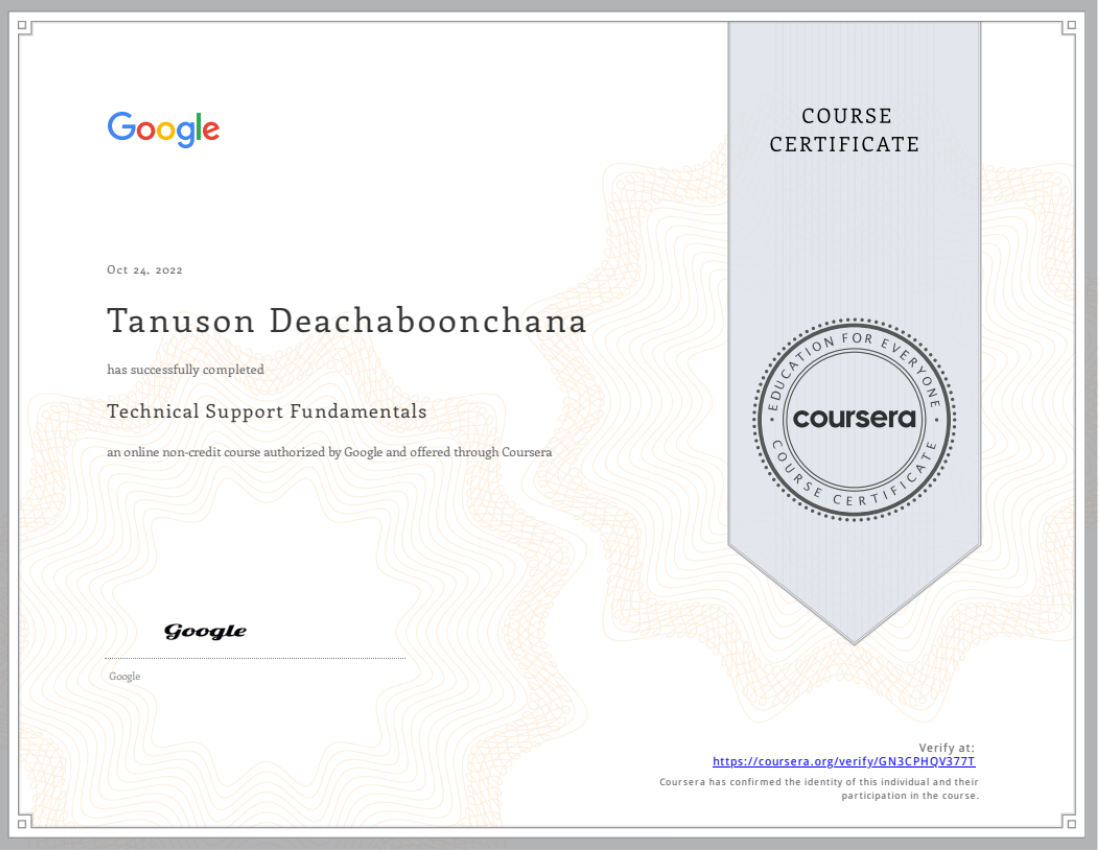 Google
COURSE
CERTIFICATE
Oct 24, 2022
Tanuson Deachaboonchana
has successfully completed
Technical Support Fundamentals
an online non-credit course authorized by Google and offered through Coursera
EDUCATION FOR EVERYONE
coursera
COURSE CERTIFICATE
Google
Google
Verify at:
https://coursera.org/verify/GN3CPHQV377T
Coursera has confirmed the identity of this individual and their
participation in the course.